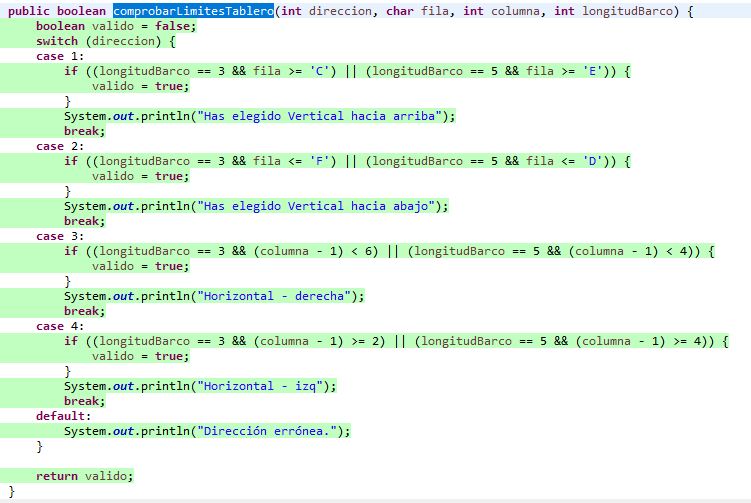 public boolean comprobarLimitesTablero(int direccion, char fila, int columna, int longitudBarco) {
boolean valido = false;
switch (direccion) {
case 1:
if ((longitudBarco == 3 && fila >= 'C') || (longitudBarco == 5 && fila >= 'E')) {
valido = true;
}
System.out.println("Has elegido Vertical hacia arriba");
break;
case 2:
if ((longitudBarco == 3 && fila <= 'F') || (longitudBarco == 5 && fila <= 'D')) {
valido = true;
}
System.out.println("Has elegido Vertical hacia abajo");
break;
case 3:
if ((longitudBarco == 3 && (columna - 1) < 6) || (longitudBarco == 5 && (columna - 1) < 4)) {
valido = true;
}
System.out.println("Horizontal - derecha");
break;
case 4:
if ((longitudBarco == 3 && (columna - 1) >= 2) || (longitudBarco == 5 && (columna - 1) >= 4)) {
valido = true;
}
System.out.println("Horizontal - izq");
break;
default:
System.out.println("Dirección errónea.");
}
return valido;
}